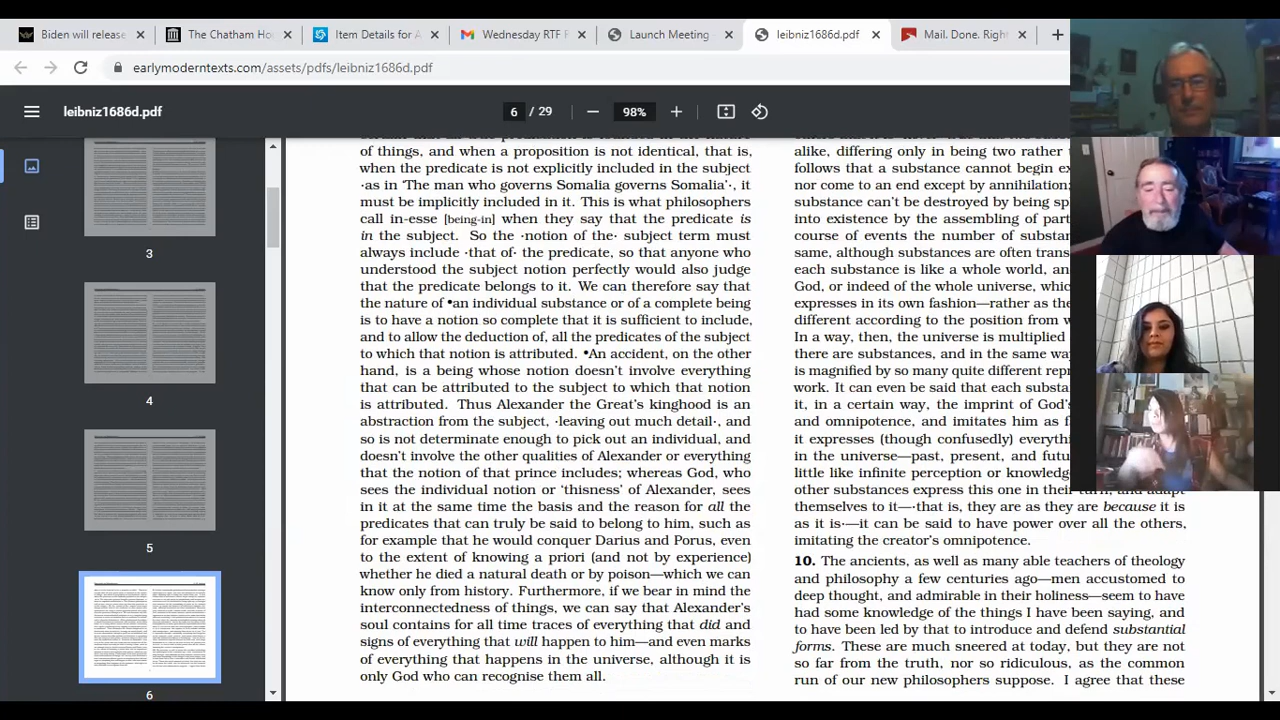 Biden will release
The Chatham Ho
Item Details for A
Wednesday RTF F
Launch Meeting -
leibniz1686d.pdf
Mail. Done. Righ
earlymoderntexts.com/assets/pdfs/leibniz1686d.pdf
leibniz1686d.pdf
6 / 29
98%
3
4
5
6
of things, and when a proposition is not identical, that is,
when the predicate is not explicitly included in the subject
·as in 'The man who governs Somalia governs Somalia'·, it
must be implicitly included in it. This is what philosophers
call in-esse [being-in] when they say that the predicate is
in the subject. So the ·notion of the· subject term must
always include ·that of· the predicate, so that anyone who
understood the subject notion perfectly would also judge
that the predicate belongs to it. We can therefore say that
the nature of •an individual substance or of a complete being
is to have a notion so complete that it is sufficient to include,
and to allow the deduction of, all the predicates of the subject
to which that notion is attributed. •An accident, on the other
hand, is a being whose notion doesn't involve everything
that can be attributed to the subject to which that notion
is attributed. Thus Alexander the Great's kinghood is an
abstraction from the subject, ·leaving out much detail·, and
so is not determinate enough to pick out an individual, and
doesn't involve the other qualities of Alexander or everything
that the notion of that prince includes; whereas God, who
sees the individual notion or 'thisness' of Alexander, sees
in it at the same time the basis and the reason for all the
predicates that can truly be said to belong to him, such as
for example that he would conquer Darius and Porus, even
to the extent of knowing a priori (and not by experience)
whether he died a natural death or by poison—which we can
know only from history. Furthermore, if we bear in mind the
interconnectedness of things, we can say that Alexander's
soul contains for all time traces of everything that did and
signs of everything that will happen to him—and even marks
of everything that happens in the universe, although it is
only God who can recognise them all.
alike, differing only in being two rather
follows that a substance cannot begin ex
nor come to an end except by annihilation;
substance can't be destroyed by being sp
into existence by the assembling of part
course of events the number of substan
same, although substances are often trans
each substance is like a whole world, an
God, or indeed of the whole universe, whic
expresses in its own fashion—rather as the
different according to the position from w
In a way, then, the universe is multiplied
there are substances, and in the same way
is magnified by so many quite different repr
work. It can even be said that each substa
it, in a certain way, the imprint of God's
and omnipotence, and imitates him as f
it expresses (though confusedly) everythi
in the universe—past, present, and futu
little like infinite perception or knowledg
other substances express this one in their turn, and adapt
themselves to it—·that is, they are as they are because it is
as it is·—it can be said to have power over all the others,
imitating the creator's omnipotence.
10. The ancients, as well as many able teachers of theology
and philosophy a few centuries ago—men accustomed to
deep thought, and admirable in their holiness—seem to have
had some knowledge of the things I have been saying, and
to have been led by that to introduce and defend substantial
forms. These are much sneered at today, but they are not
so far from the truth, nor so ridiculous, as the common
run of our new philosophers suppose. I agree that these